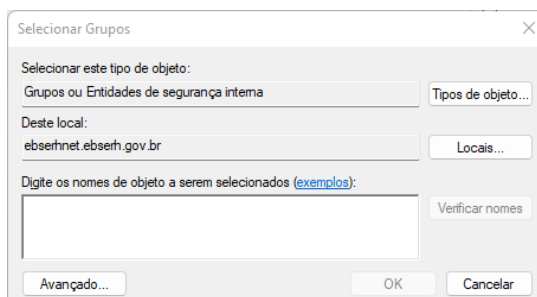 Selecionar Grupos
Selecionar este tipo de objeto:
Grupos ou Entidades de segurança interna
Tipos de objeto...
Deste local:
ebserhnet.ebserh.gov.br
Locais...
Digite os nomes de objeto a serem selecionados (exemplos):
Verificar nomes
Avançado...
OK
Cancelar